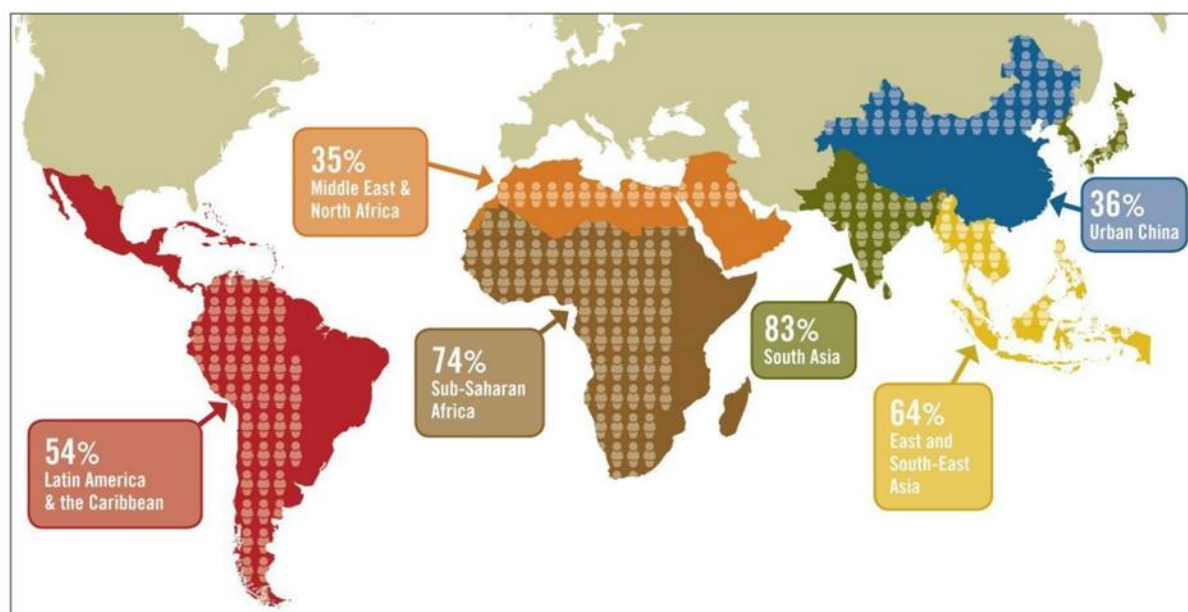 35%
Middle East &
North Africa
36%
Urban China
83%
South Asia
74%
Sub-Saharan
Africa
64%
East and
South-East
Asia
54%
Latin America
& the Caribbean